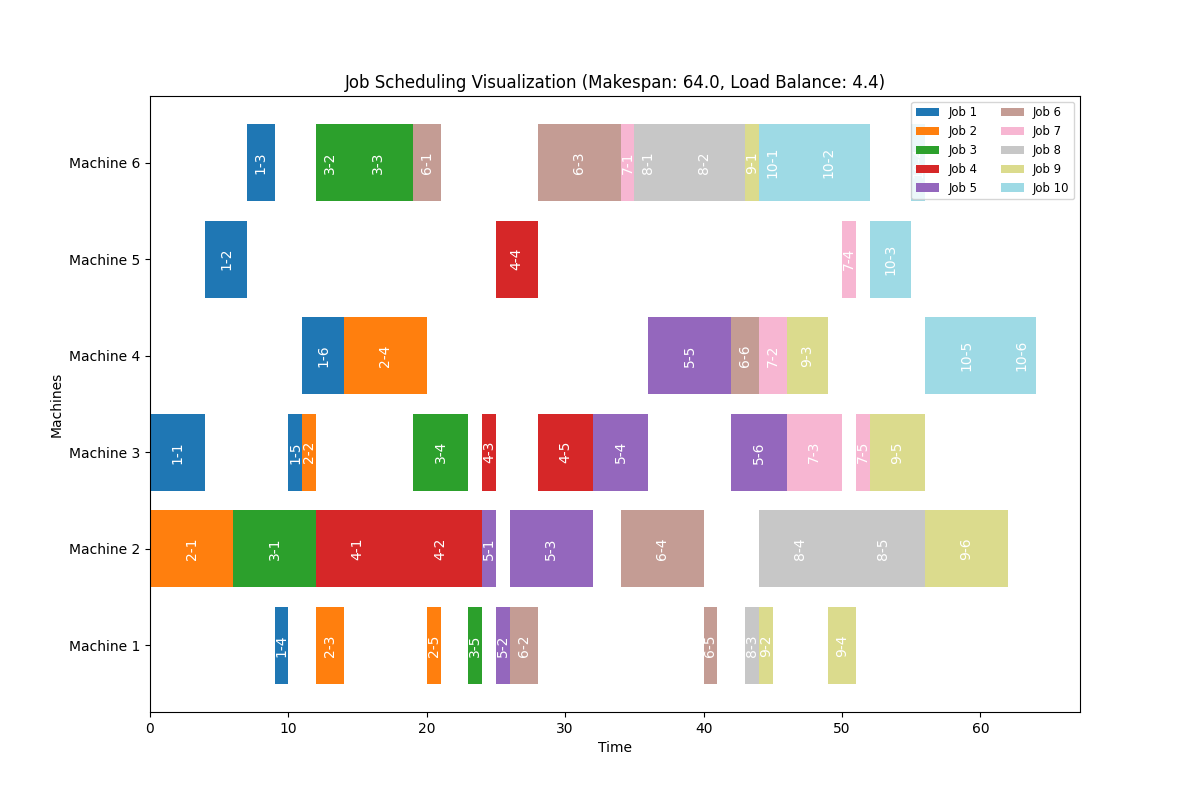 Job Scheduling Visualization (Makespan: 64.0, Load Balance: 4.4)
Job 1
Job 2
Job 3
Job 4
Job 5
Job 6
Job 7
Job 8
Job 9
Job 10
Machines
Machine 6
1-3
3-2
3-3
6-1
6-3
7-1
8-1
8-2
9-1
10-1
10-2
Machine 5
1-2
4-4
7-4
10-3
Machine 4
1-6
2-4
5-5
6-6
7-2
9-3
10-5
10-6
Machine 3
1-1
1-5
2-2
3-4
4-3
4-5
5-4
5-6
7-3
7-5
9-5
Machine 2
2-1
3-1
4-1
4-2
5-1
5-3
6-4
8-4
8-5
9-6
Machine 1
1-4
2-3
2-5
3-5
5-2
6-2
6-5
8-3
9-2
9-4
0 10 20 30 40 50 60
Time